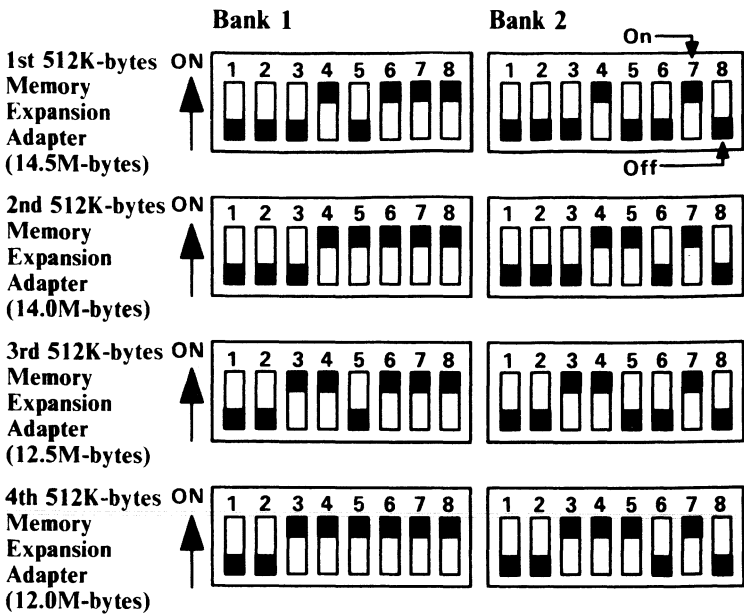 Bank 1
Bank 2
On
1st 512K-bytes ON
Memory
Expansion
Adapter
(14.5M-bytes)
1 2 3 4 5 6 7 8
1 2 3 4 5 6 7 8
Off
2nd 512K-bytes ON
Memory
Expansion
Adapter
(14.0M-bytes)
1 2 3 4 5 6 7 8
1 2 3 4 5 6 7 8
3rd 512K-bytes ON
Memory
Expansion
Adapter
(12.5M-bytes)
1 2 3 4 5 6 7 8
1 2 3 4 5 6 7 8
4th 512K-bytes ON
Memory
Expansion
Adapter
(12.0M-bytes)
1 2 3 4 5 6 7 8
1 2 3 4 5 6 7 8